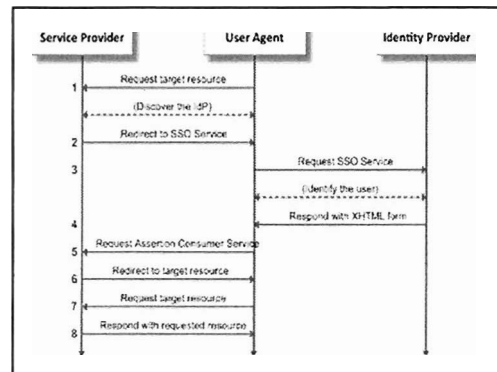 Service Provider User Agent Identity Provider
1 Request target resource
(Discover the IdP)
2 Redirect to SSO Service
3 Request SSO Service
(Identify the user)
4 Respond with XHTML form
5 Request Assertion Consumer Service
6 Redirect to target resource
7 Request target resource
8 Respond with requested resource